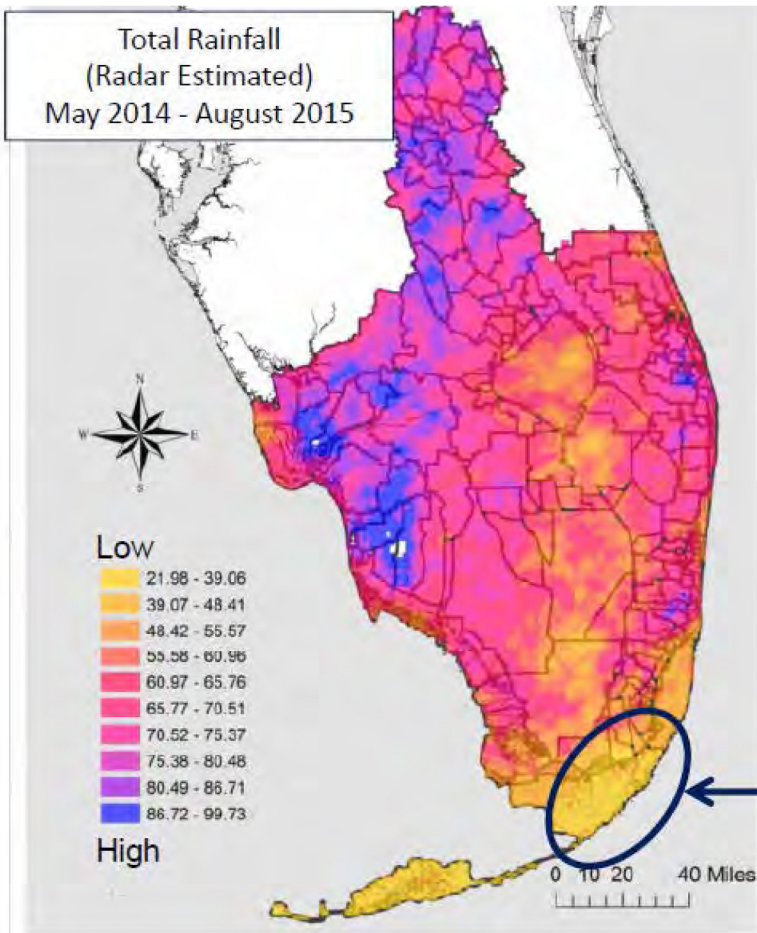 Total Rainfall
(Radar Estimated)
May 2014 - August 2015
N
W E
S
Low
21.98 - 39.06
39.07 - 48.41
48.42 - 55.57
55.58 - 60.96
60.97 - 65.76
65.77 - 70.51
70.52 - 75.37
75.38 - 80.48
80.49 - 86.71
86.72 - 99.73
High
0 10 20 40 Miles